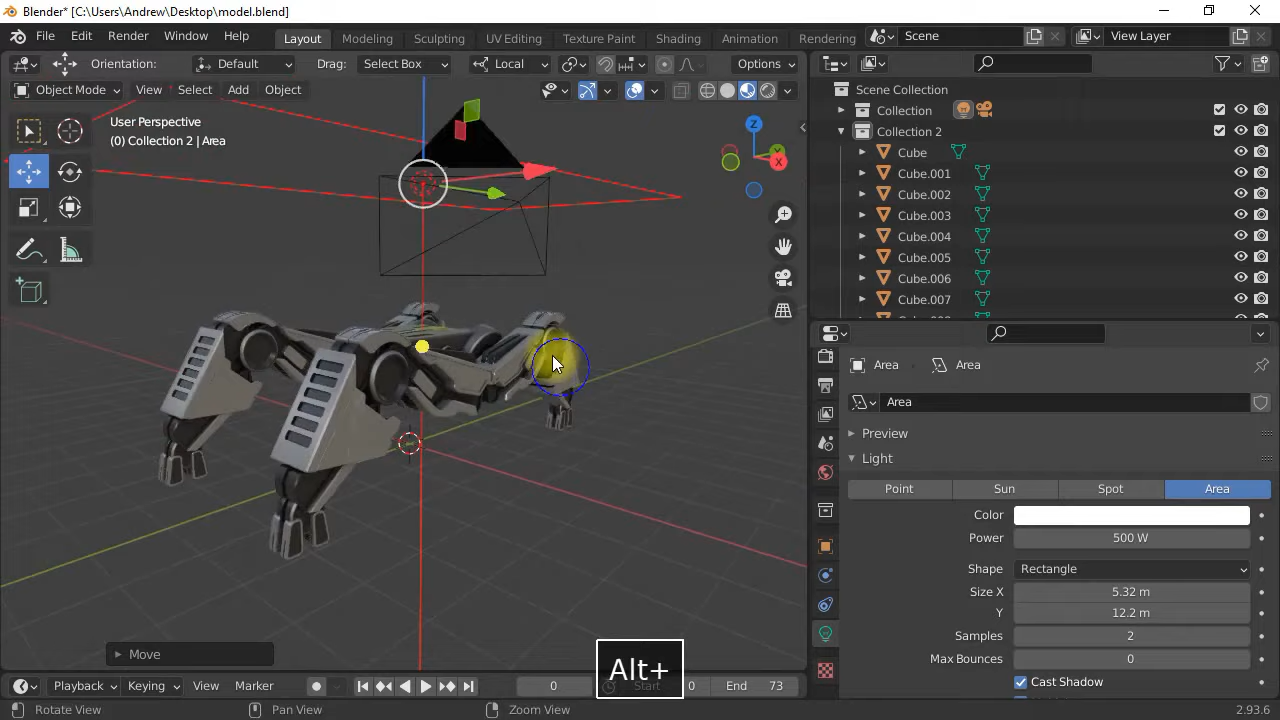 Blender* [C:\Users\Andrew\Desktop\model.blend]
File Edit Render Window Help Layout Modeling Sculpting UV Editing Texture Paint Shading Animation Rendering Scene View Layer
Orientation: Default Drag: Select Box Local Options
Object Mode View Select Add Object
User Perspective
(0) Collection 2 | Area
Z
Y
X
Move
Alt+
Playback Keying View Marker 0 Start 0 End 73
Rotate View Pan View Zoom View 2.93.6
Scene Collection
Collection
Collection 2
Cube
Cube.001
Cube.002
Cube.003
Cube.004
Cube.005
Cube.006
Cube.007
Area Area
Area
Preview
Light
Point Sun Spot Area
Color
Power 500 W
Shape Rectangle
Size X 5.32 m
Y 12.2 m
Samples 2
Max Bounces 0
Cast Shadow